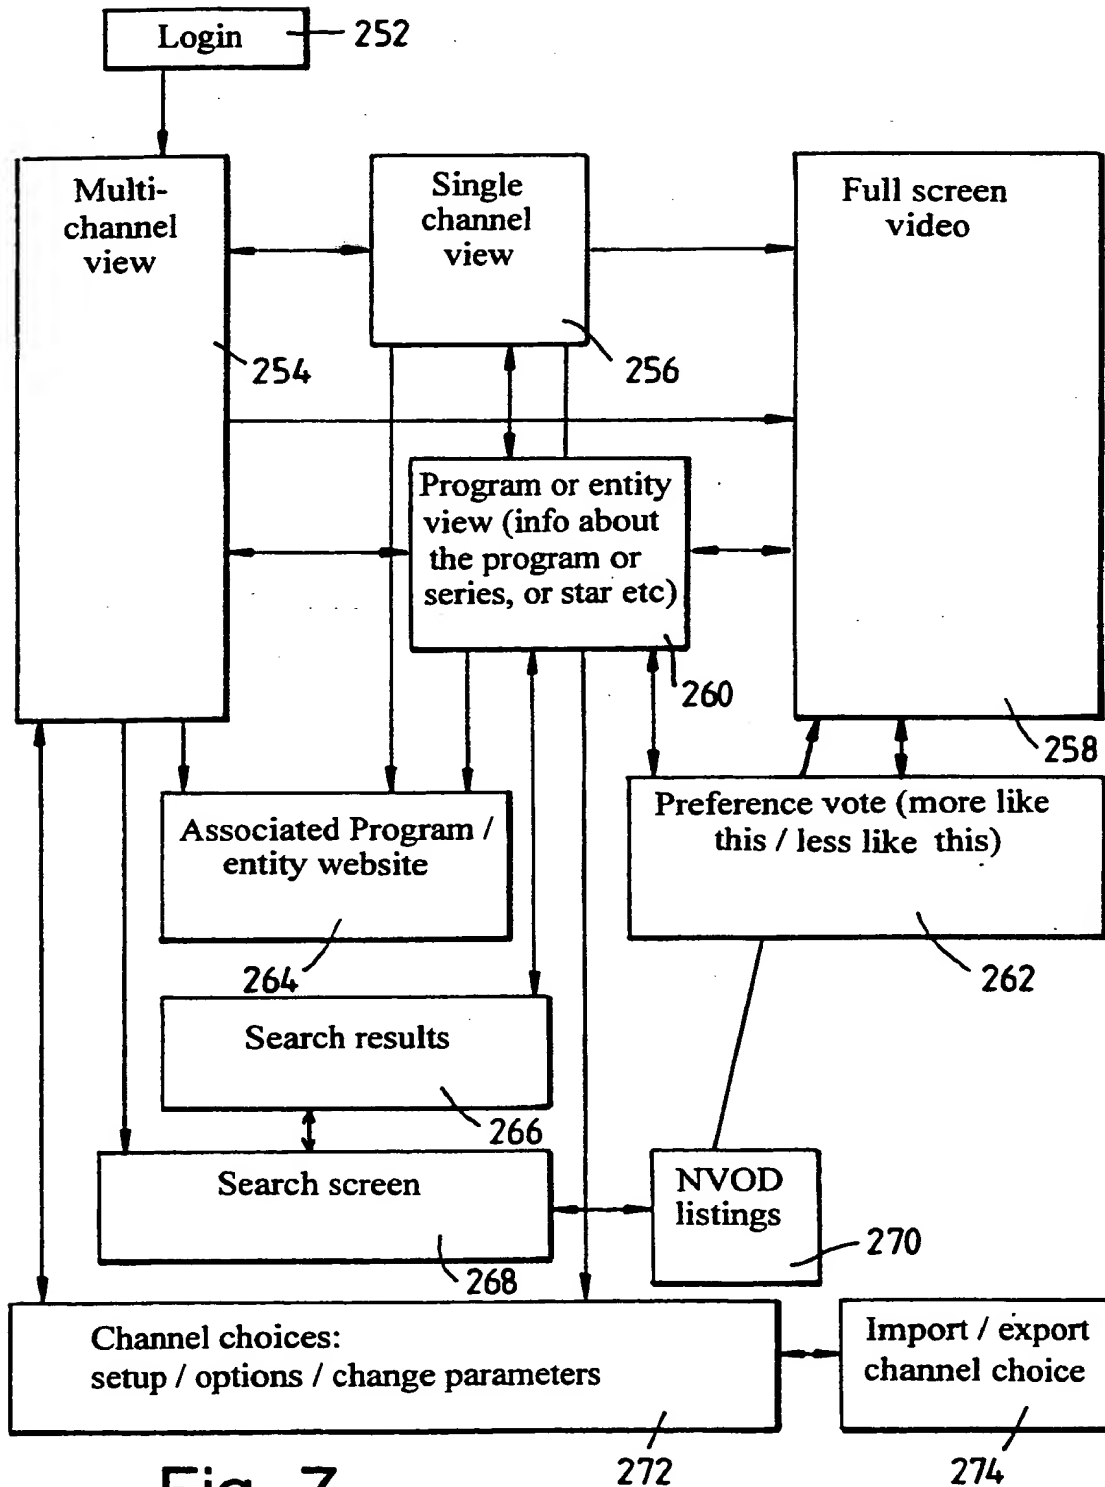 Login
252
Multi-
channel
view
254
Single
channel
view
256
Full screen
video
258
Program or entity
view (info about
the program or
series, or star etc)
260
Preference vote (more like
this / less like this)
262
Associated Program /
entity website
264
Search results
266
Search screen
268
NVOD
listings
270
Channel choices:
setup / options / change parameters
272
Import / export
channel choice
274
Fig. 7